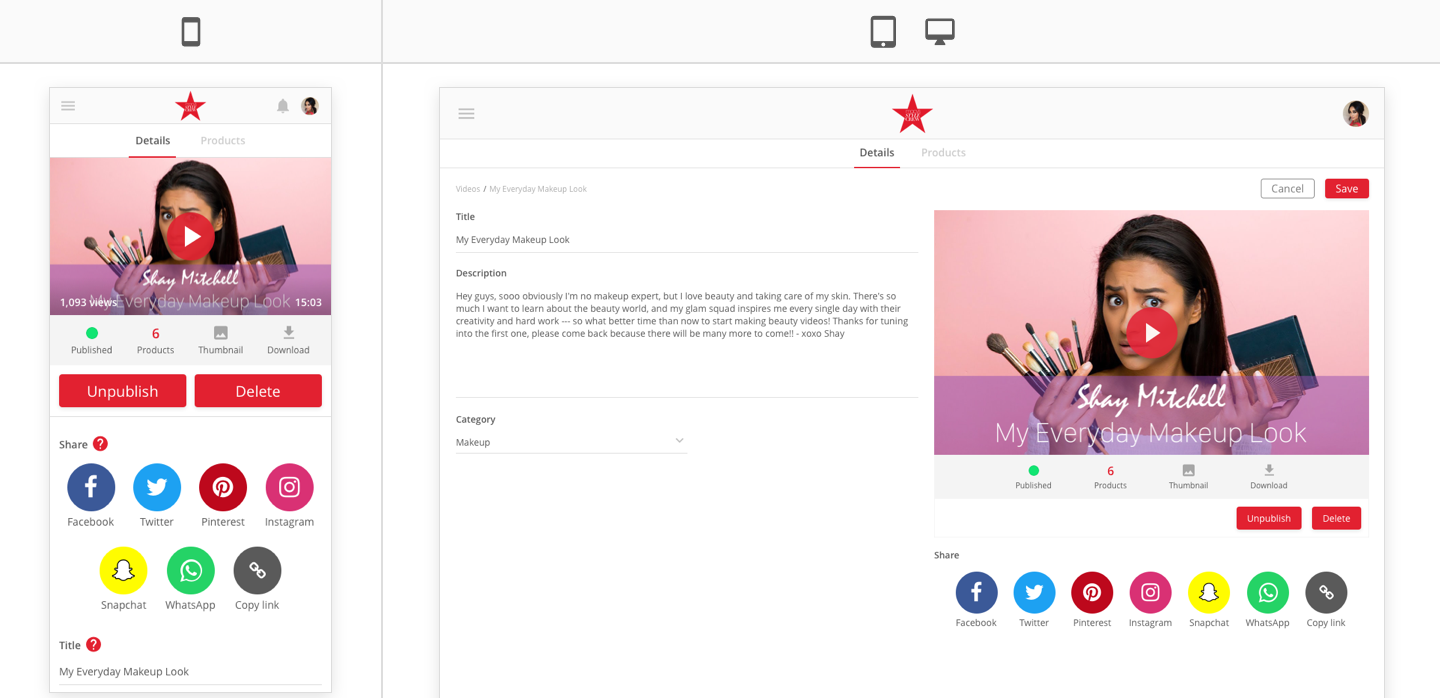 Details Products
Shay Mitchell
My Everyday Makeup Look
1,093 views
15:03
Published
6
Products
Thumbnail
Download
Unpublish
Delete
Share ?
Facebook
Twitter
Pinterest
Instagram
Snapchat
WhatsApp
Copy link
Title ?
My Everyday Makeup Look
Details Products
Videos / My Everyday Makeup Look
Cancel
Save
Title
My Everyday Makeup Look
Description
Hey guys, sooo obviously I'm no makeup expert, but I love beauty and taking care of my skin. There's so
much I want to learn about the beauty world, and my glam squad inspires me every single day with their
creativity and hard work --- so what better time than now to start making beauty videos! Thanks for tuning
into the first one, please come back because there will be many more to come!! - xoxo Shay
Category
Makeup
Shay Mitchell
My Everyday Makeup Look
Published
6
Products
Thumbnail
Download
Unpublish
Delete
Share
Facebook
Twitter
Pinterest
Instagram
Snapchat
WhatsApp
Copy link